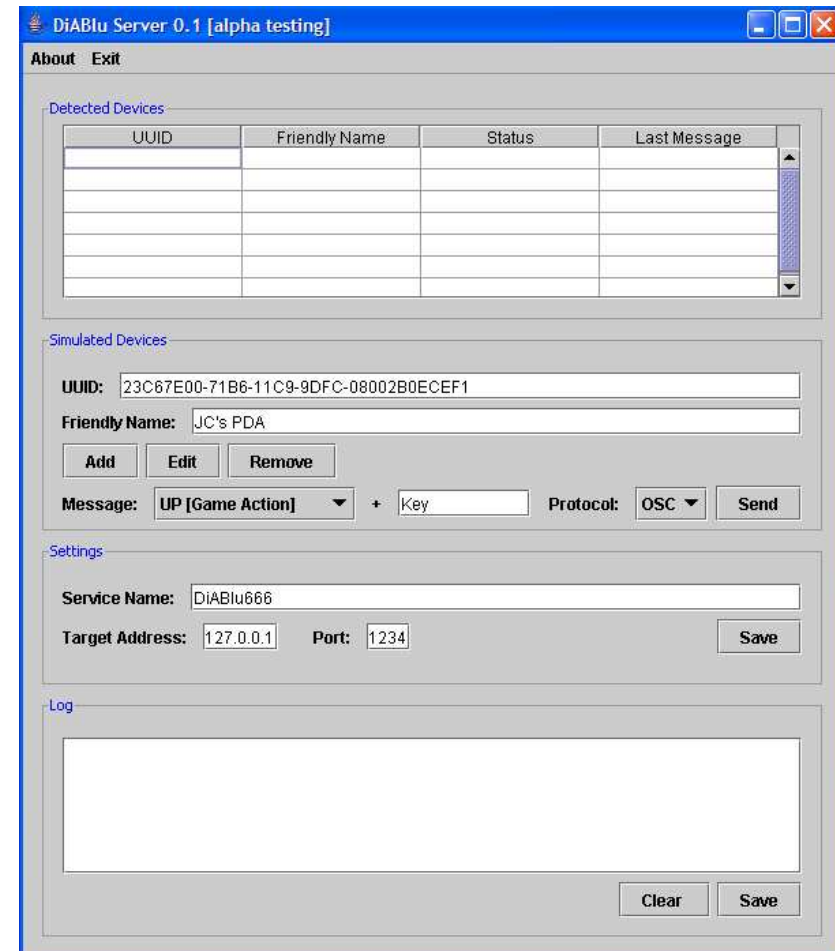 DiABlu Server 0.1 [alpha testing]
About Exit
Detected Devices
UUID Friendly Name Status Last Message
Simulated Devices
UUID: 23C67E00-71B6-11C9-9DFC-08002B0ECEF1
Friendly Name: JC's PDA
Add Edit Remove
Message: UP [Game Action] + Key Protocol: OSC Send
Settings
Service Name: DiABlu666
Target Address: 127.0.0.1 Port: 1234 Save
Log
Clear Save